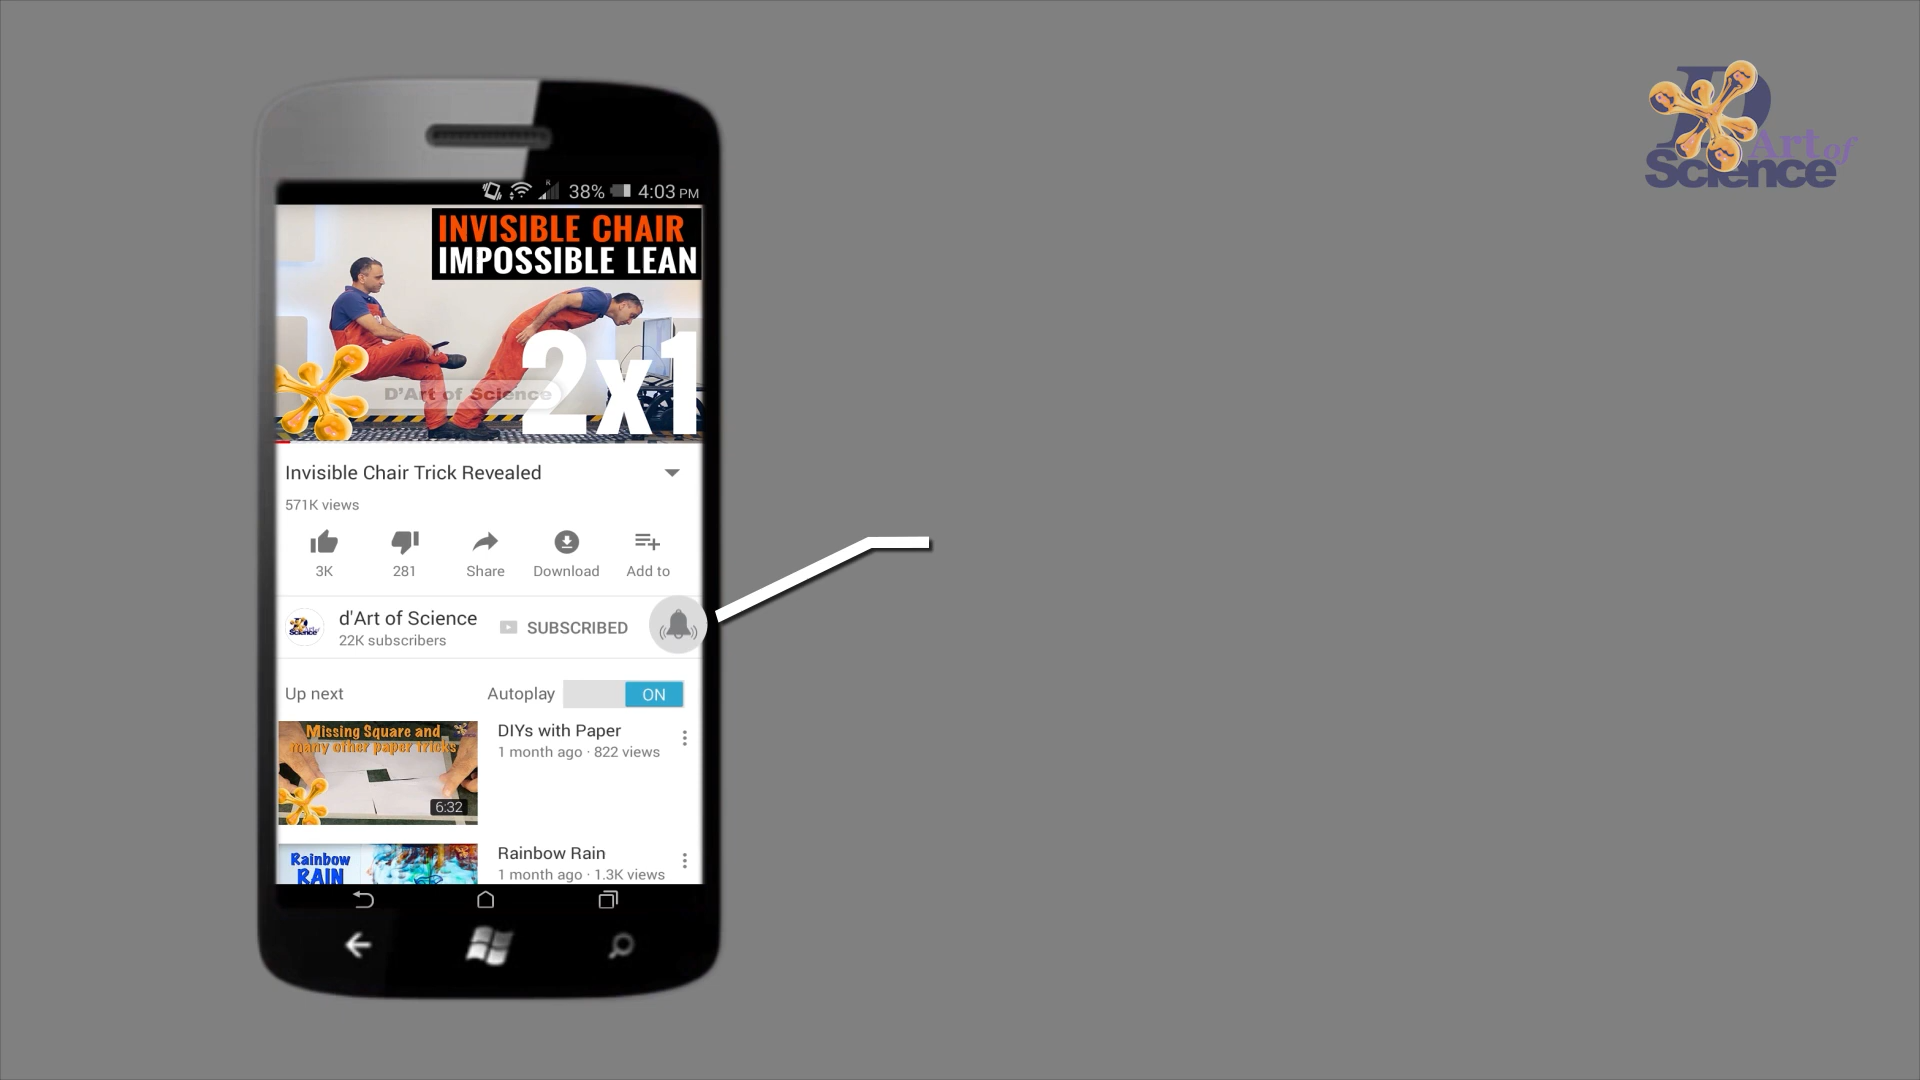 D
Art of
Science
R
38% 4:03 PM
INVISIBLE CHAIR
IMPOSSIBLE LEAN
2x1
D'Art of Science
Invisible Chair Trick Revealed
571K views
3K 281 Share Download Add to
d'Art of Science
22K subscribers
SUBSCRIBED
Up next
Autoplay ON
Missing Square and
many other paper tricks
6:32
DIYs with Paper
1 month ago · 822 views
Rainbow
RAIN
Rainbow Rain
1 month ago · 1.3K views